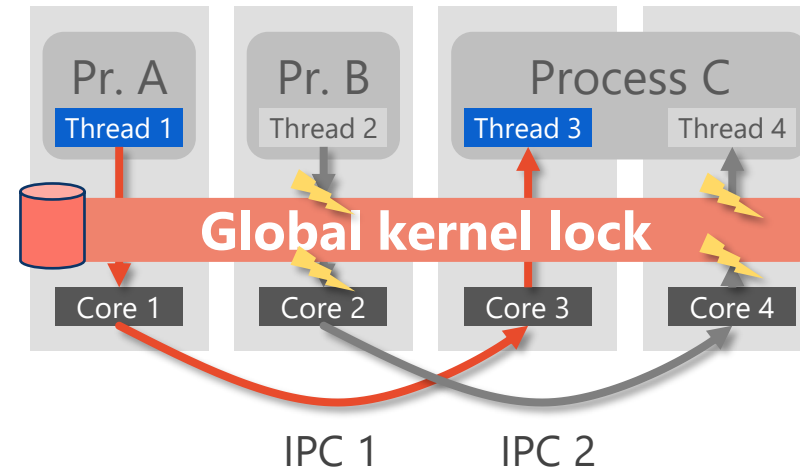 Pr. A
Pr. B
Process C
Thread 1
Thread 2
Thread 3
Thread 4
Global kernel lock
Core 1
Core 2
Core 3
Core 4
IPC 1
IPC 2